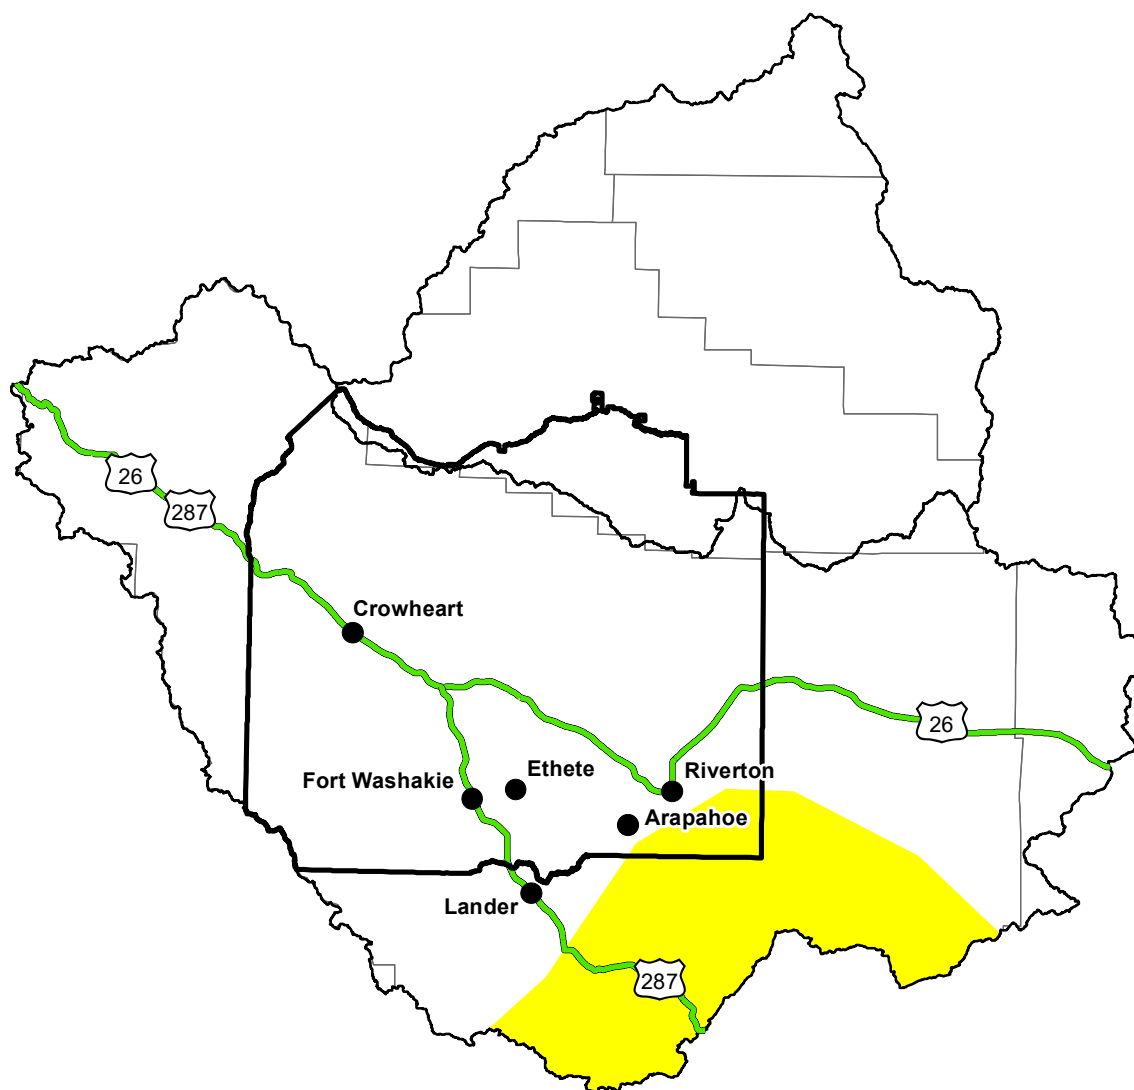 26
287
Crowheart
26
Ethete
Riverton
Fort Washakie
Arapahoe
Lander
287